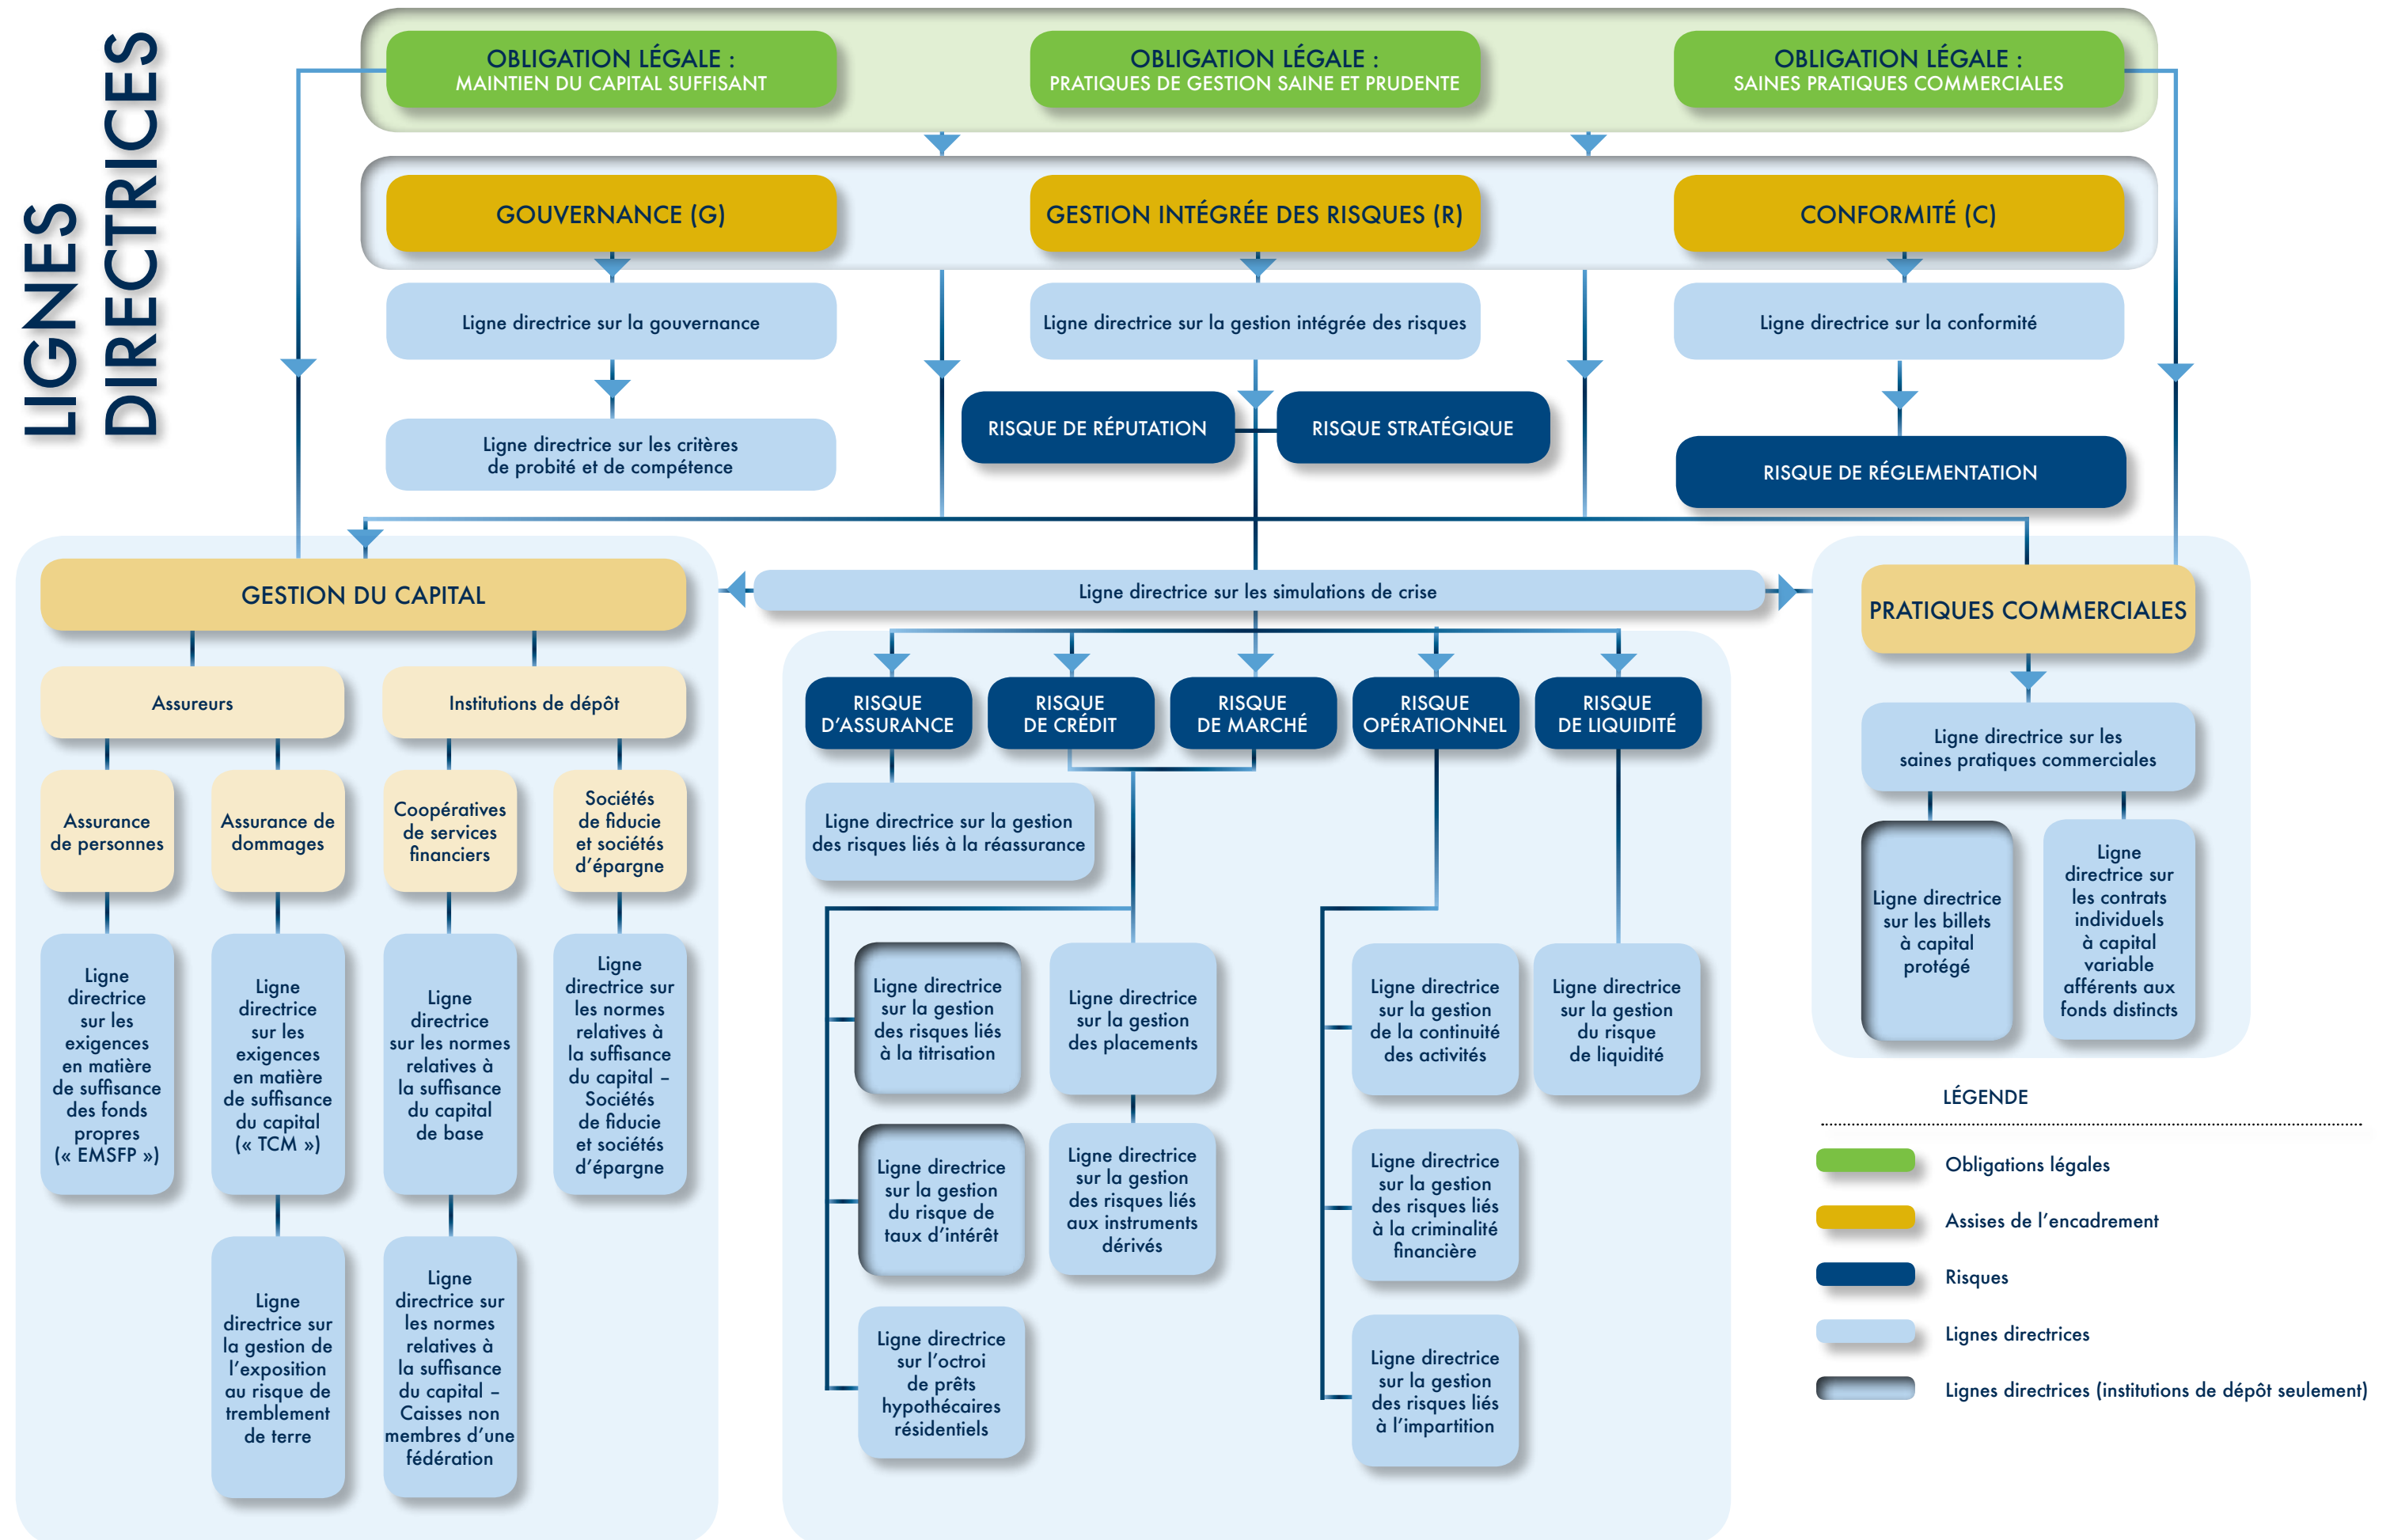 LIGNES
DIRECTRICES
OBLIGATION LÉGALE :
MAINTIEN DU CAPITAL SUFFISANT
OBLIGATION LÉGALE :
PRATIQUES DE GESTION SAINE ET PRUDENTE
OBLIGATION LÉGALE :
SAINES PRATIQUES COMMERCIALES
GOUVERNANCE (G)
GESTION INTÉGRÉE DES RISQUES (R)
CONFORMITÉ (C)
Ligne directrice sur la gouvernance
Ligne directrice sur la gestion intégrée des risques
Ligne directrice sur la conformité
Ligne directrice sur les critères
de probité et de compétence
RISQUE DE RÉPUTATION
RISQUE STRATÉGIQUE
RISQUE DE RÉGLEMENTATION
GESTION DU CAPITAL
Ligne directrice sur les simulations de crise
PRATIQUES COMMERCIALES
Assureurs
Institutions de dépôt
Assurance
de personnes
Assurance de
dommages
Coopératives
de services
financiers
Sociétés
de fiducie
et sociétés
d'épargne
Ligne
directrice
sur les
exigences
en matière
de suffisance
des fonds
propres
(« EMSFP »)
Ligne
directrice
sur les
exigences
en matière
de suffisance
du capital
(« TCM »)
Ligne
directrice
sur les normes
relatives à
la suffisance
du capital
de base
Ligne
directrice sur
les normes
relatives à
la suffisance
du capital –
Sociétés
de fiducie
et sociétés
d'épargne
Ligne
directrice sur
la gestion de
l'exposition
au risque de
tremblement
de terre
Ligne
directrice sur
les normes
relatives à
la suffisance
du capital –
Caisses non
membres d'une
fédération
RISQUE
D'ASSURANCE
RISQUE
DE CRÉDIT
RISQUE
DE MARCHÉ
RISQUE
OPÉRATIONNEL
RISQUE
DE LIQUIDITÉ
Ligne directrice sur la gestion
des risques liés à la réassurance
Ligne directrice
sur la gestion
des risques liés
à la titrisation
Ligne directrice
sur la gestion
des placements
Ligne directrice
sur la gestion
de la continuité
des activités
Ligne directrice
sur la gestion
du risque
de liquidité
Ligne directrice
sur la gestion
du risque de
taux d'intérêt
Ligne directrice
sur la gestion
des risques liés
aux instruments
dérivés
Ligne directrice
sur la gestion
des risques liés
à la criminalité
financière
Ligne directrice
sur l'octroi
de prêts
hypothécaires
résidentiels
Ligne directrice
sur la gestion
des risques liés
à l'impartition
Ligne directrice sur les
saines pratiques commerciales
Ligne directrice
sur les billets
à capital
protégé
Ligne
directrice sur
les contrats
individuels
à capital
variable
afférents aux
fonds distincts
LÉGENDE
Obligations légales
Assises de l'encadrement
Risques
Lignes directrices
Lignes directrices (institutions de dépôt seulement)